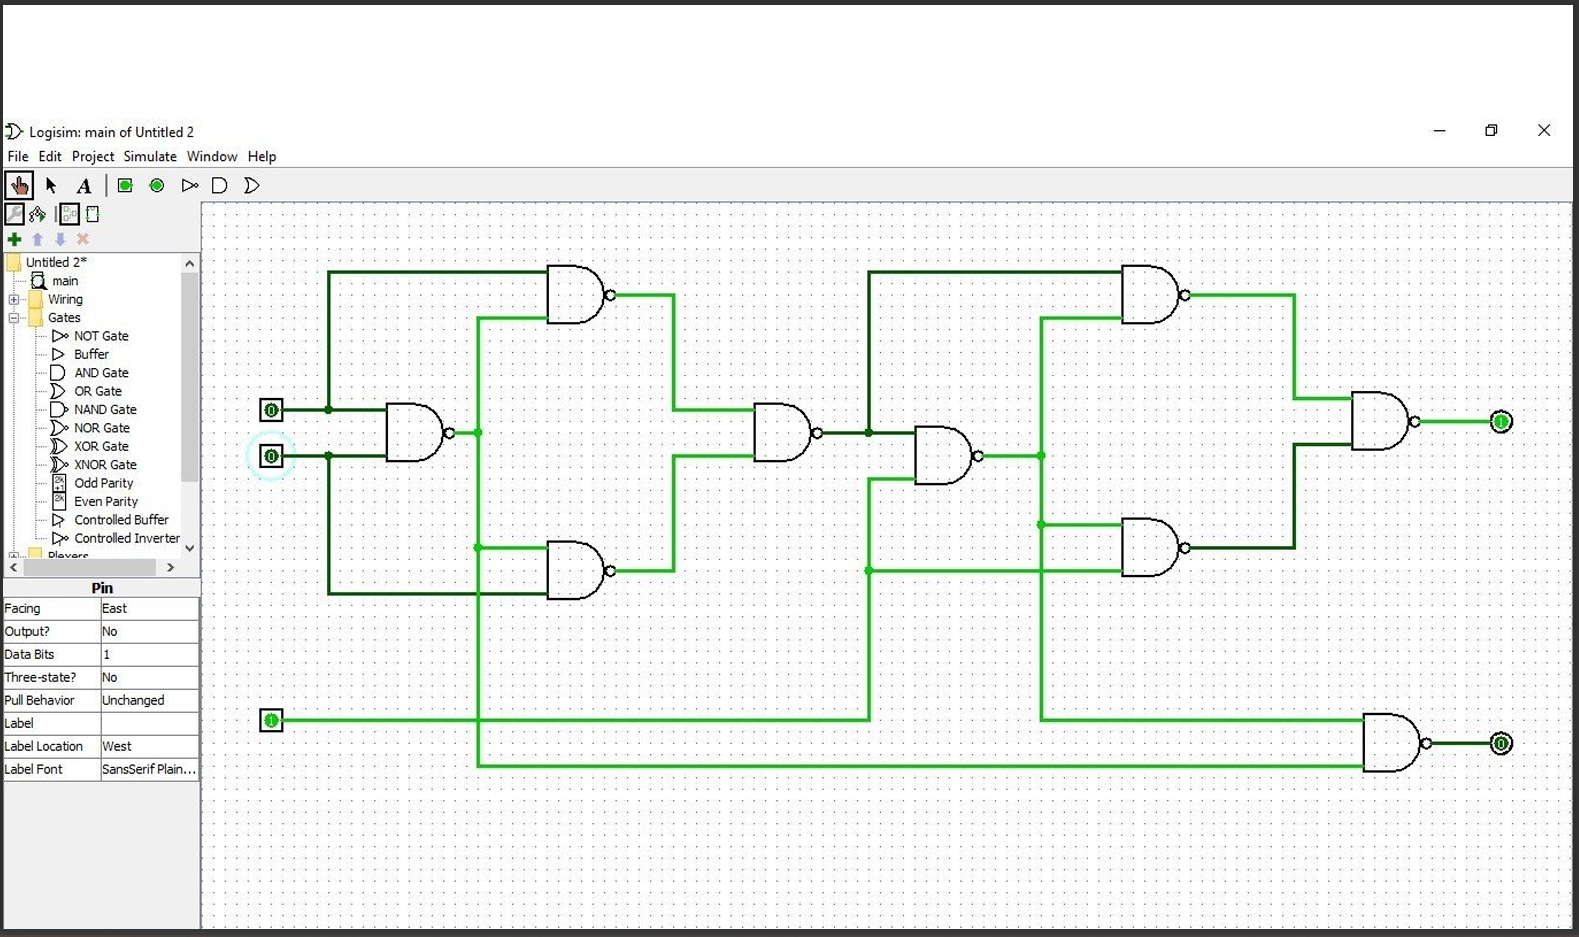 Logisim: main of Untitled 2
File Edit Project Simulate Window Help
A
Untitled 2*
main
Wiring
Gates
NOT Gate
Buffer
AND Gate
OR Gate
NAND Gate
NOR Gate
XOR Gate
XNOR Gate
2k +1 Odd Parity
2k Even Parity
Controlled Buffer
Controlled Inverter
Plexers
Pin
Facing East
Output? No
Data Bits 1
Three-state? No
Pull Behavior Unchanged
Label
Label Location West
Label Font SansSerif Plain...
0
0
1
1
0